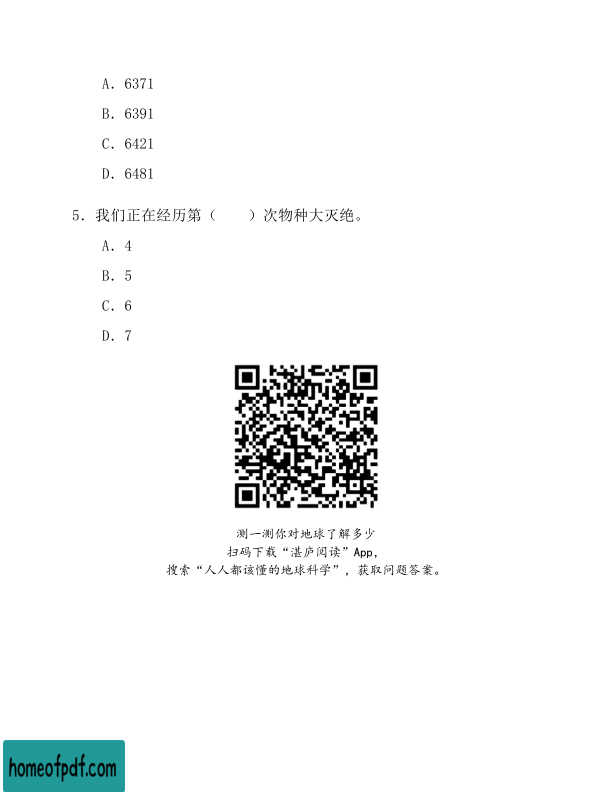 A. 6371
B. 6391
C. 6421
D. 6481
5. 我们正在经历第（　　）次物种大灭绝。
A. 4
B. 5
C. 6
D. 7
测一测你对地球了解多少
扫码下载“湛庐阅读”App，
搜索“人人都该懂的地球科学”，获取问题答案。
homeofpdf.com